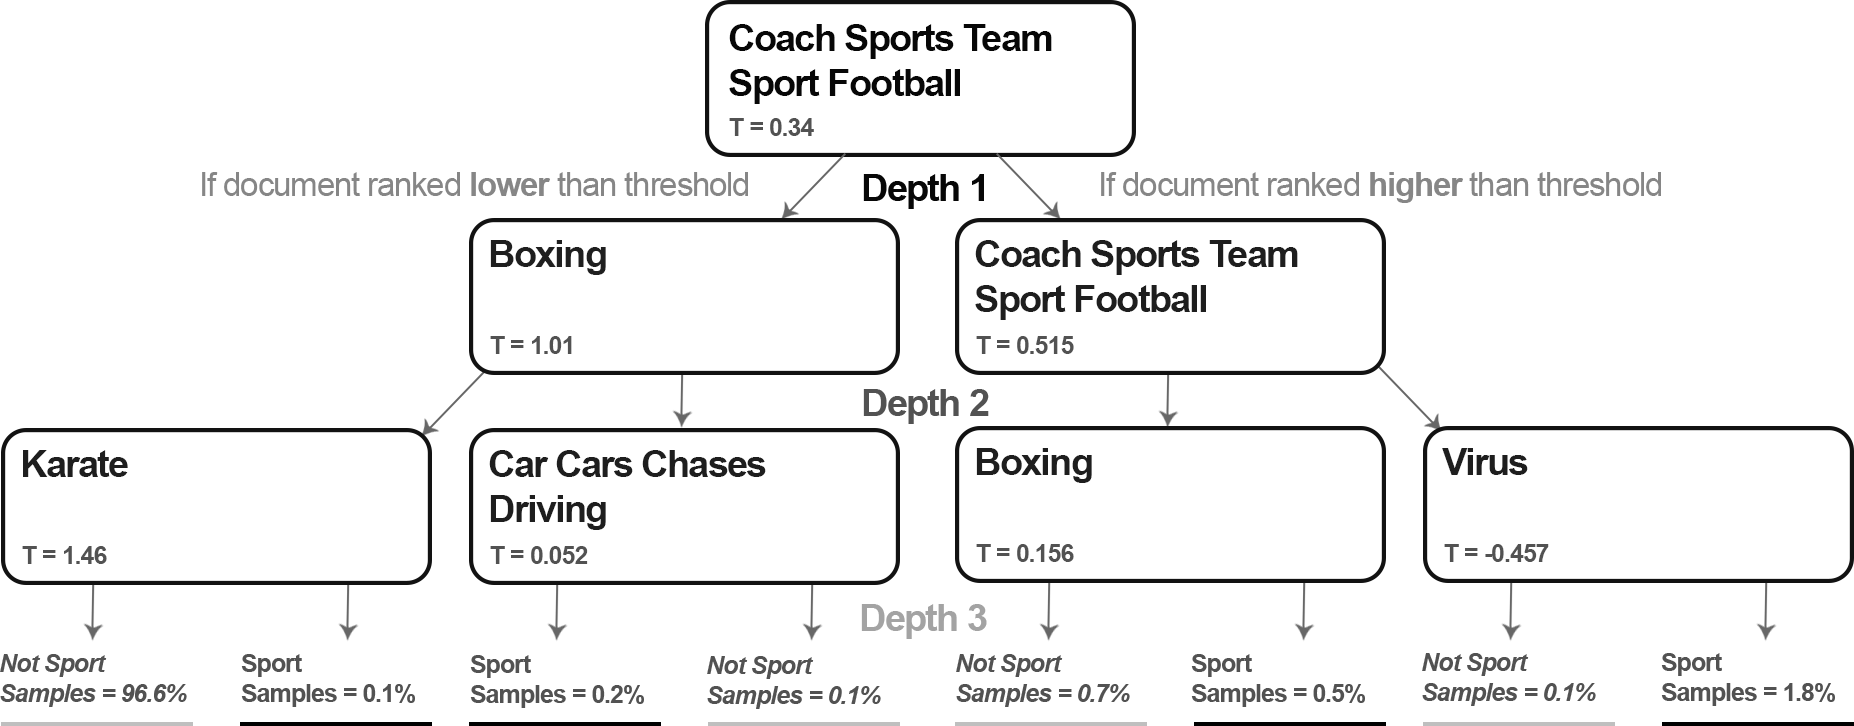 Coach Sports Team
Sport Football
T = 0.34
If document ranked lower than threshold
Depth 1
If document ranked higher than threshold
Boxing
T = 1.01
Coach Sports Team
Sport Football
T = 0.515
Depth 2
Karate
T = 1.46
Car Cars Chases
Driving
T = 0.052
Boxing
T = 0.156
Virus
T = -0.457
Depth 3
Not Sport
Samples = 96.6%
Sport
Samples = 0.1%
Sport
Samples = 0.2%
Not Sport
Samples = 0.1%
Not Sport
Samples = 0.7%
Sport
Samples = 0.5%
Not Sport
Samples = 0.1%
Sport
Samples = 1.8%